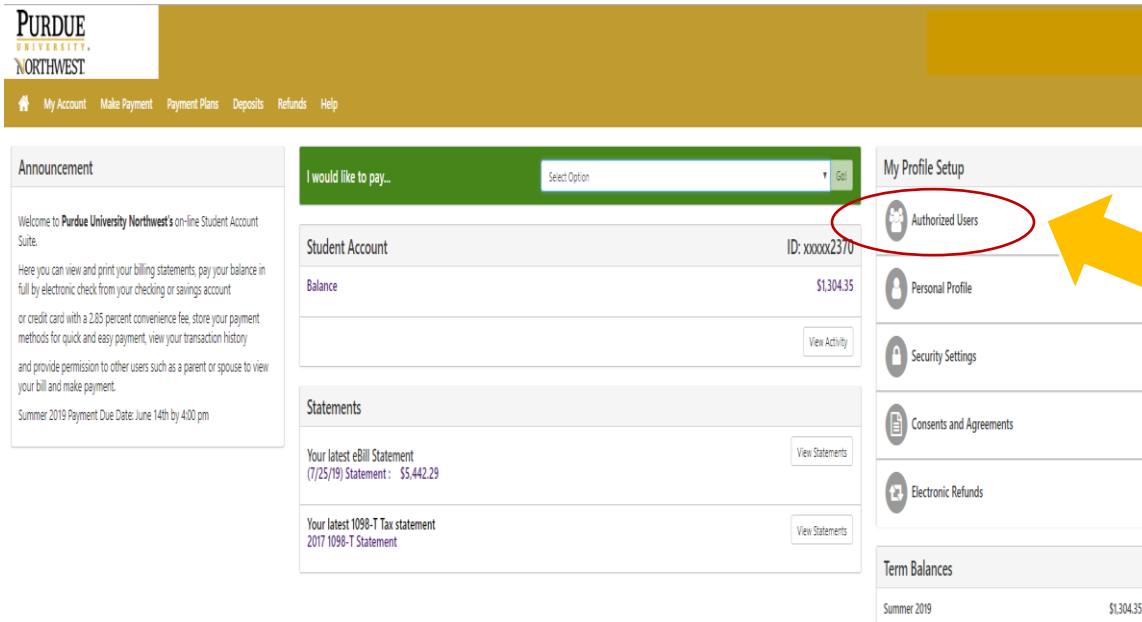 PURDUE
UNIVERSITY.
NORTHWEST.
My Account Make Payment Payment Plans Deposits Refunds Help
Announcement
Welcome to Purdue University Northwest's on-line Student Account
Suite.
Here you can view and print your billing statements, pay your balance in
full by electronic check from your checking or savings account
or credit card with a 2.85 percent convenience fee, store your payment
methods for quick and easy payment, view your transaction history
and provide permission to other users such as a parent or spouse to view
your bill and make payment.
Summer 2019 Payment Due Date: June 14th by 4:00 pm
I would like to pay...
Select Option
Go!
Student Account
ID: xxxxx2370
Balance
$1,304.35
View Activity
Statements
Your latest eBill Statement
(7/25/19) Statement : $5,442.29
View Statements
Your latest 1098-T Tax statement
2017 1098-T Statement
View Statements
My Profile Setup
Authorized Users
Personal Profile
Security Settings
Consents and Agreements
Electronic Refunds
Term Balances
Summer 2019
$1,304.35